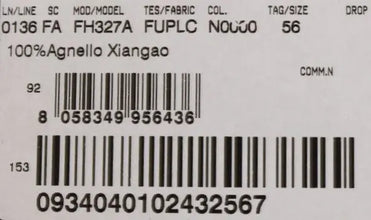 LN/LINE SC MOD/MODEL TES/FABRIC COL. TAG/SIZE DROP
0136 FA FH327A FUPLC N0000 56
100%Agnello Xiangao
COMM.N
92
8 058349 956436
153
0934040102432567